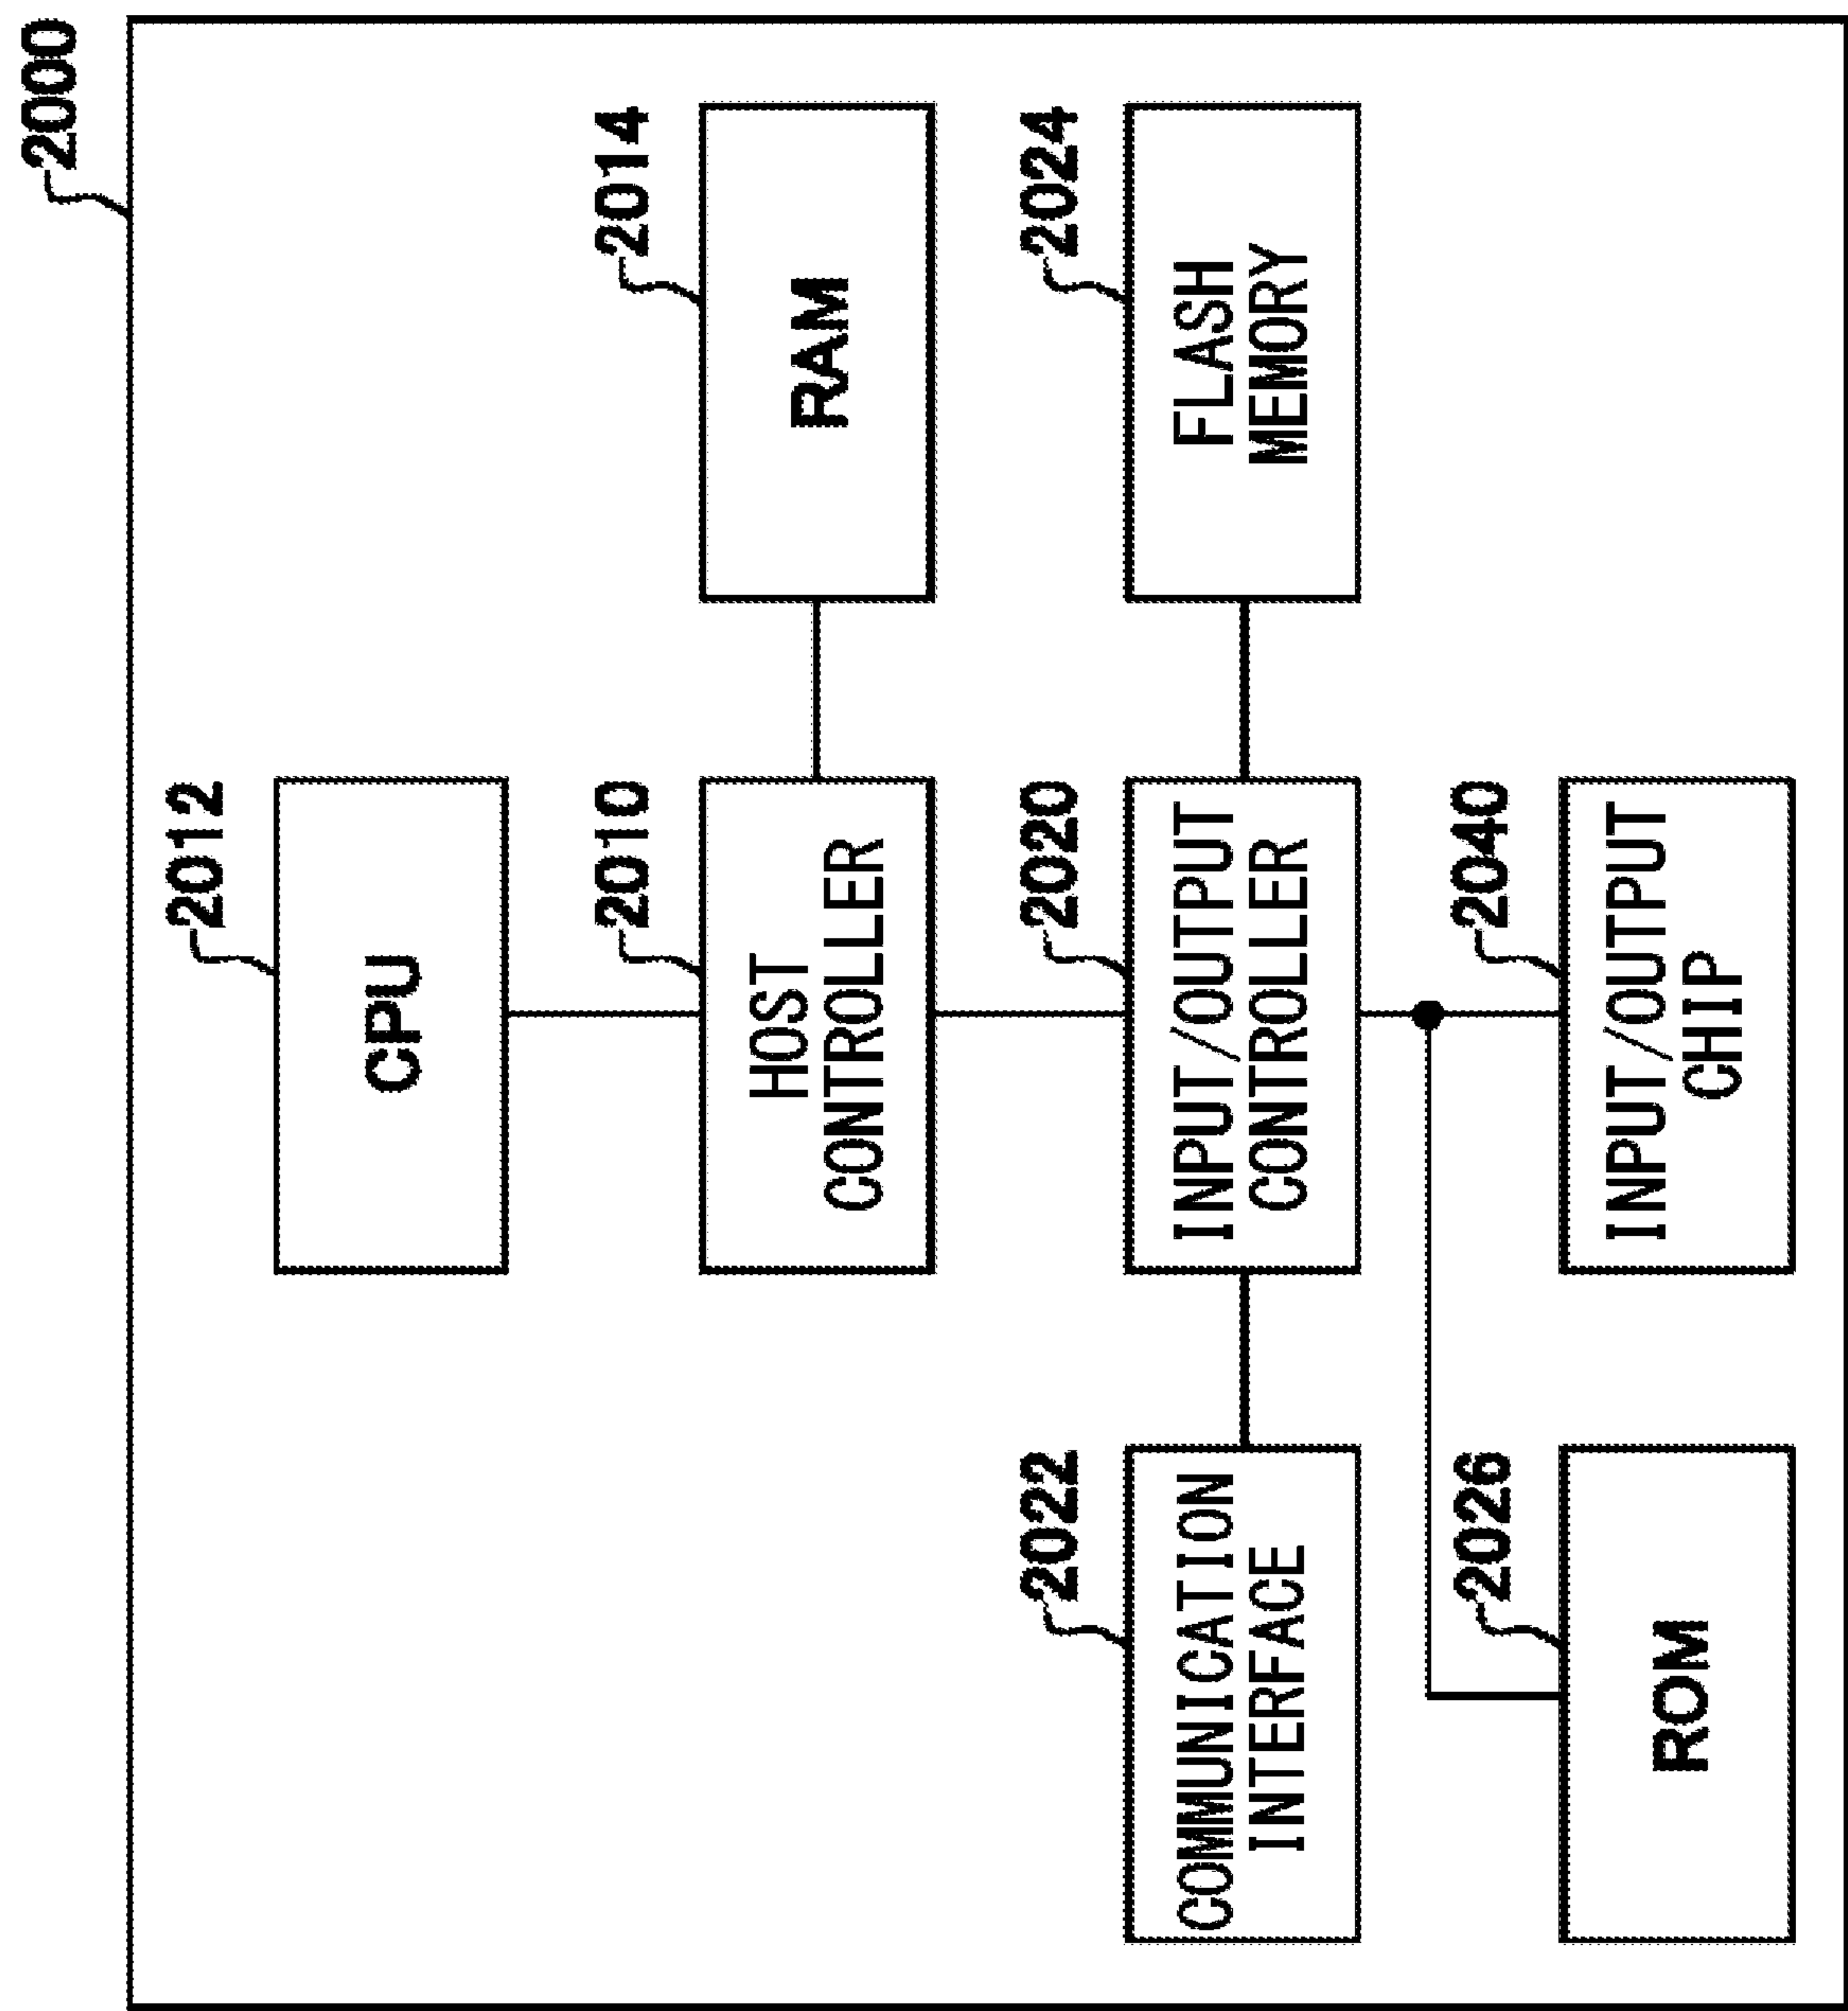 2000
2012
CPU
2010
HOST
CONTROLLER
2014
RAM
2020
INPUT/OUTPUT
CONTROLLER
2024
FLASH
MEMORY
2022
COMMUNICATION
INTERFACE
2026
ROM
2040
INPUT/OUTPUT
CHIP